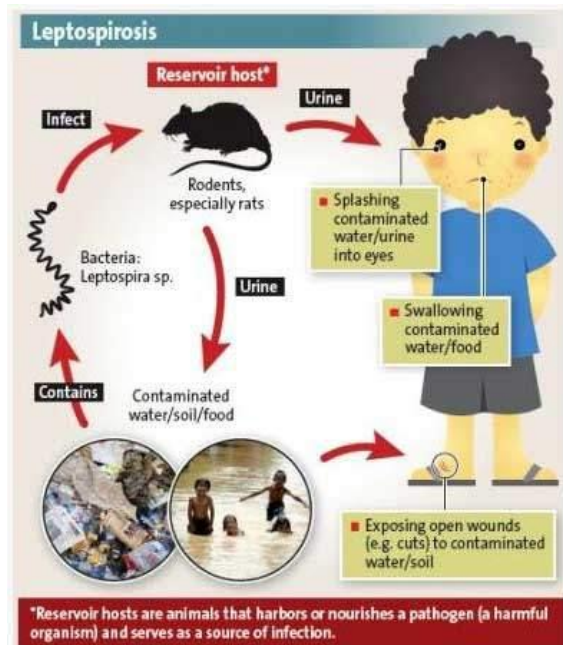 Leptospirosis
Reservoir host*
Urine
Infect
Rodents,
especially rats
Splashing
contaminated
water/urine
into eyes
Bacteria:
Leptospira sp.
Urine
Swallowing
contaminated
water/food
Contains
Contaminated
water/soil/food
Exposing open wounds
(e.g. cuts) to contaminated
water/soil
*Reservoir hosts are animals that harbors or nourishes a pathogen (a harmful
organism) and serves as a source of infection.